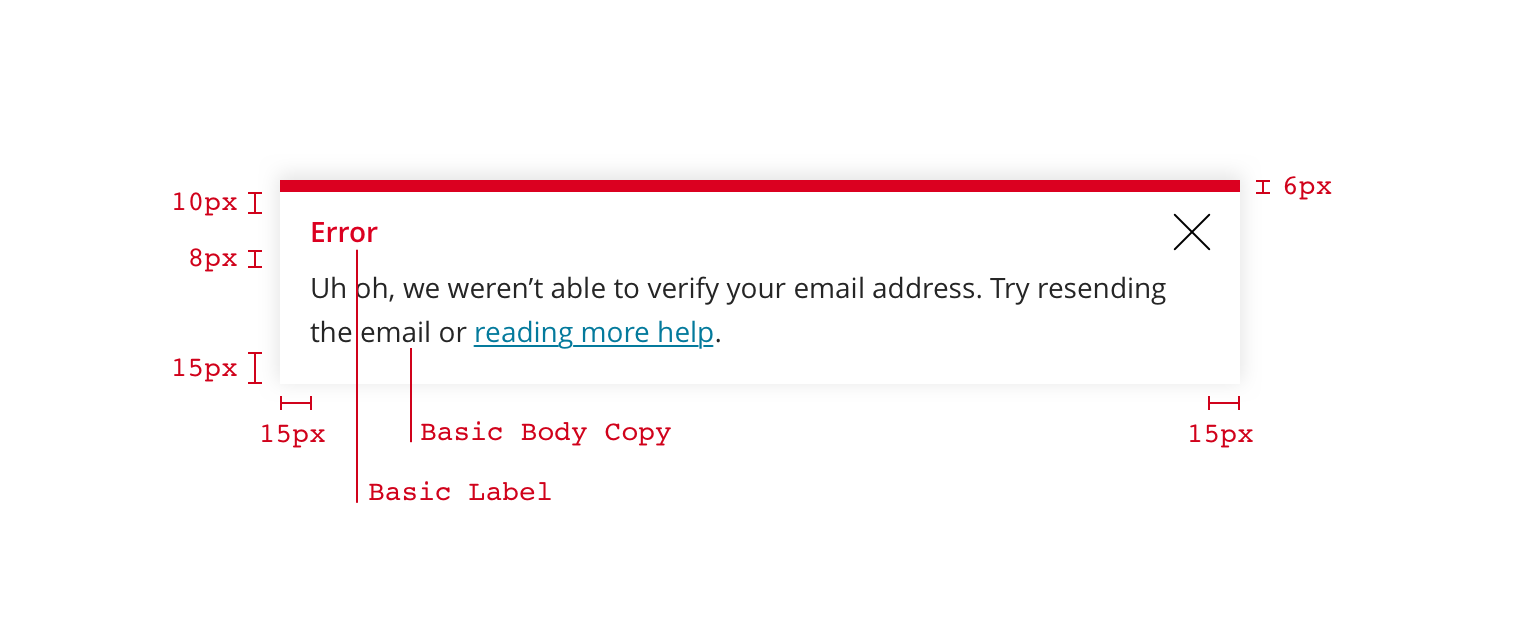 6px
10px
Error
8px
Uh oh, we weren’t able to verify your email address. Try resending
the email or reading more help.
15px
15px
Basic Body Copy
15px
Basic Label